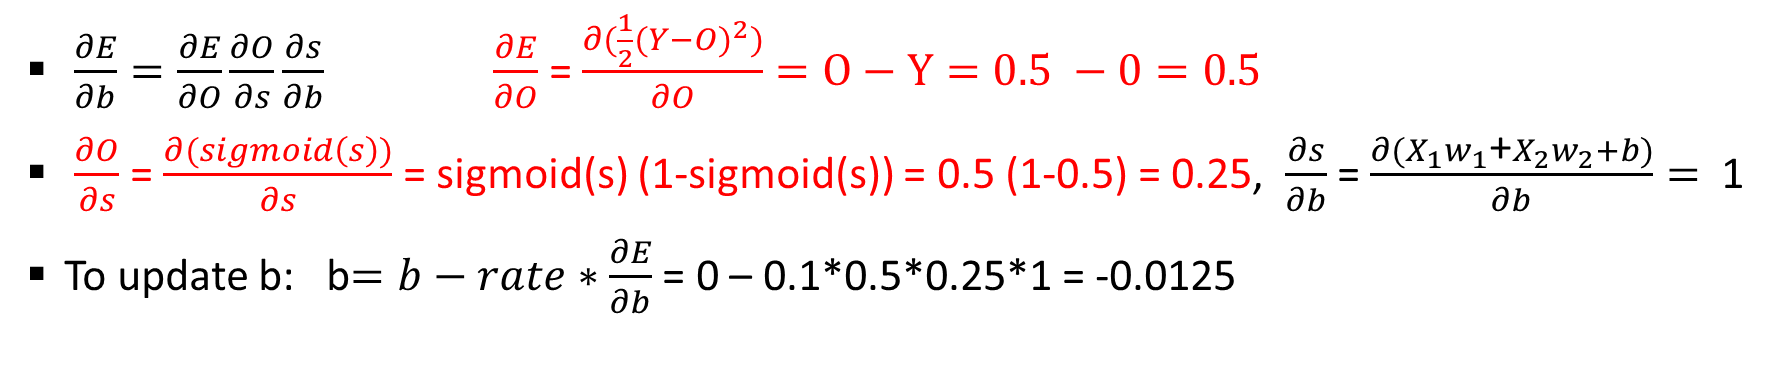 ▪ ∂E/∂b = ∂E/∂O ∂O/∂s ∂s/∂b   ∂E/∂O = ∂(1/2(Y−O)²)/∂O = O − Y = 0.5 − 0 = 0.5
▪ ∂O/∂s = ∂(sigmoid(s))/∂s = sigmoid(s) (1-sigmoid(s)) = 0.5 (1-0.5) = 0.25, ∂s/∂b = ∂(X₁w₁+X₂w₂+b)/∂b = 1
▪ To update b: b= b − rate ∗ ∂E/∂b = 0 – 0.1*0.5*0.25*1 = -0.0125